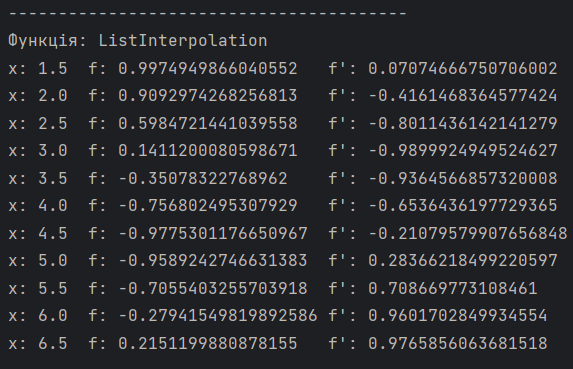 ----------------------------------------
Функція: ListInterpolation
x: 1.5  f: 0.9974949866040552   f': 0.07074666750706002
x: 2.0  f: 0.9092974268256813   f': -0.4161468364577424
x: 2.5  f: 0.5984721441039558   f': -0.8011436142141279
x: 3.0  f: 0.1411200080598671   f': -0.9899924949524627
x: 3.5  f: -0.35078322768962    f': -0.9364566857320008
x: 4.0  f: -0.756802495307929   f': -0.6536436197729365
x: 4.5  f: -0.9775301176650967  f': -0.21079579907656848
x: 5.0  f: -0.9589242746631383  f': 0.28366218499220597
x: 5.5  f: -0.7055403255703918  f': 0.708669773108461
x: 6.0  f: -0.27941549819892586 f': 0.9601702849934554
x: 6.5  f: 0.2151199880878155   f': 0.9765856063681518